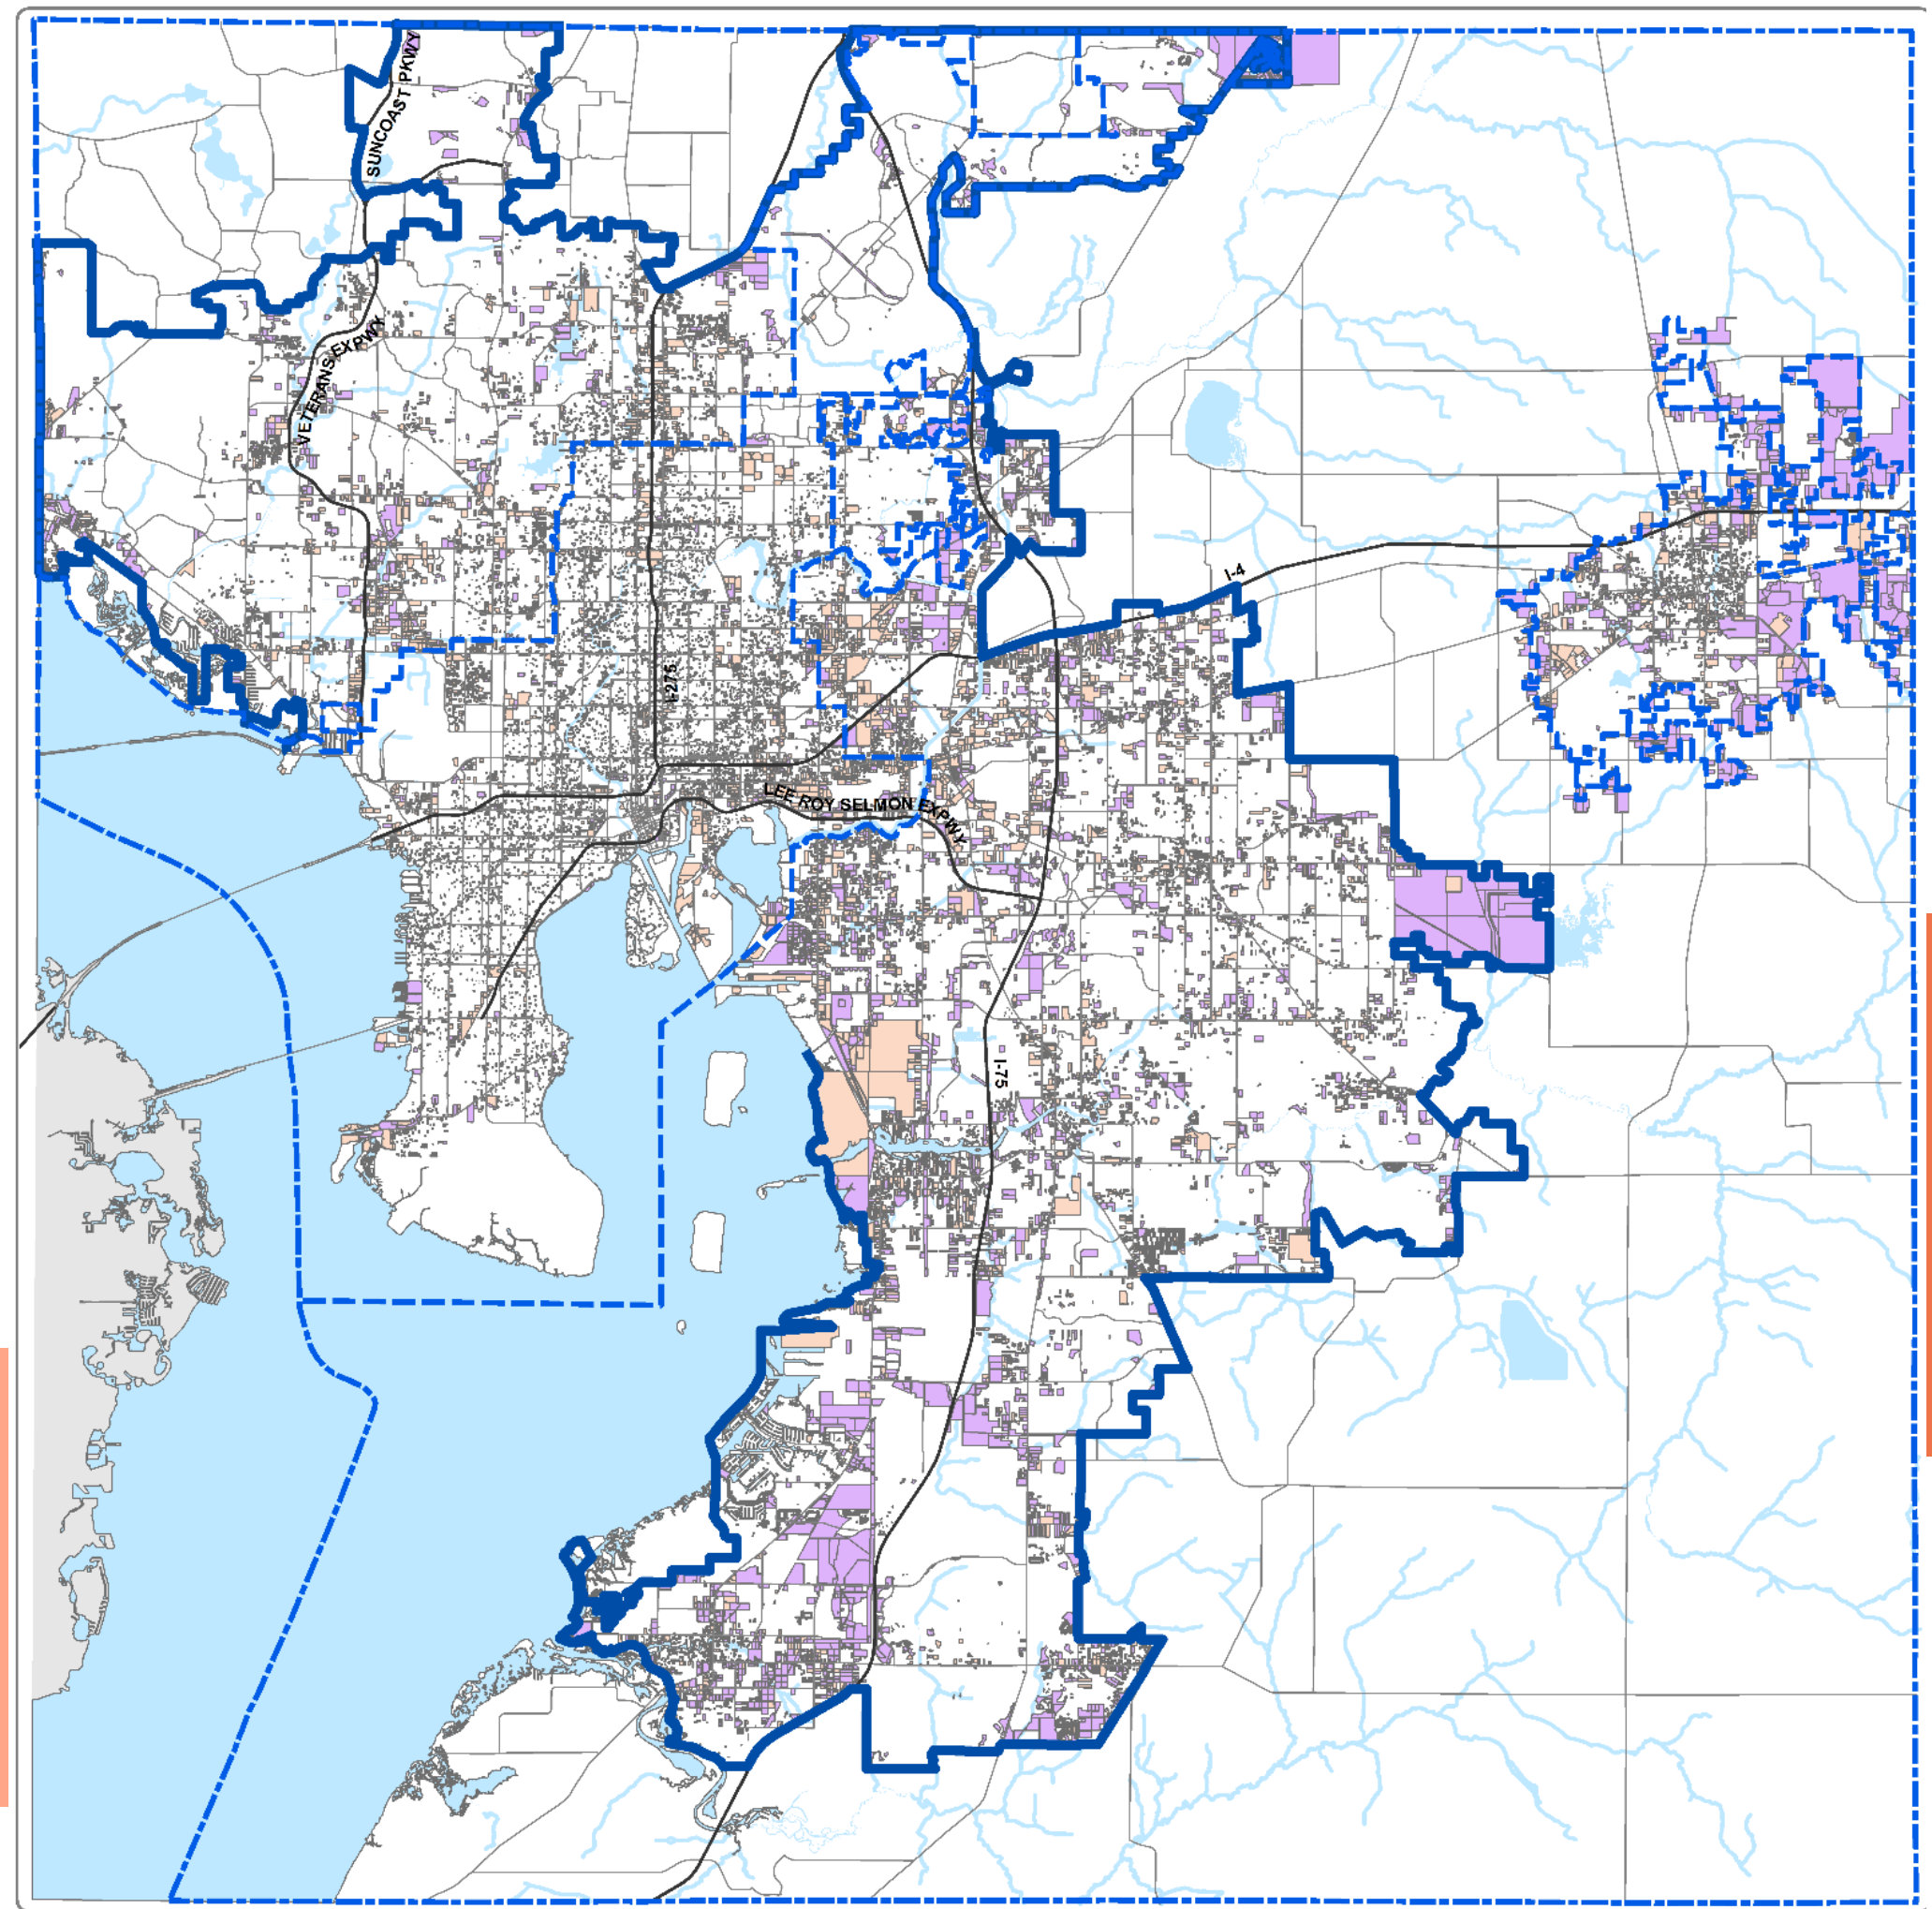 SUNCOAST PKWY
VETERANS EXPWY
I-4
I-275
LEE ROY SELMON EXPWY
I-75